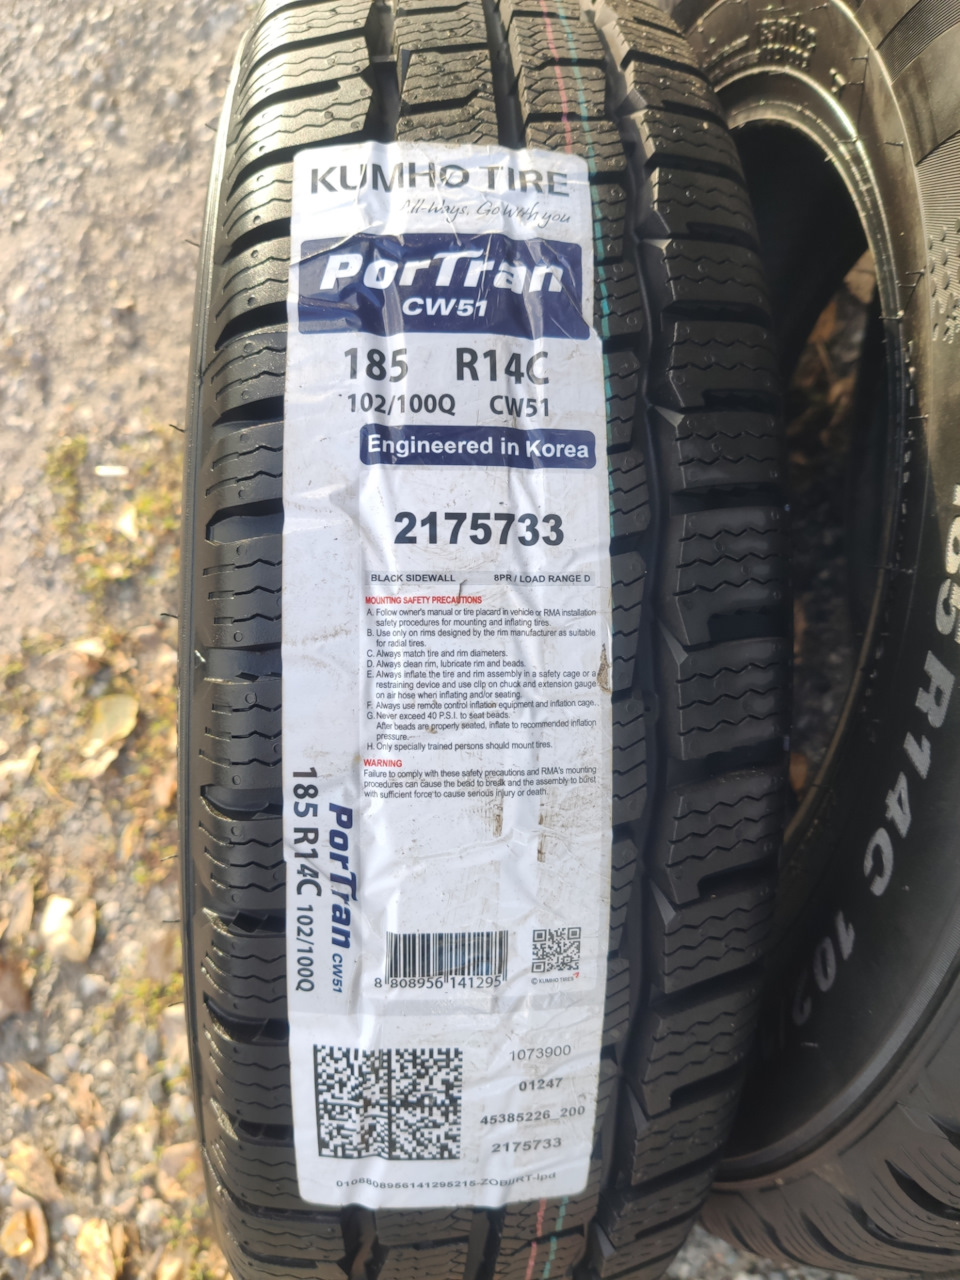 KUMHO TIRE
All-Ways, Go with you
PorTran
CW51
185 R14C
102/100Q CW51
Engineered in Korea
2175733
BLACK SIDEWALL 8PR / LOAD RANGE D
MOUNTING SAFETY PRECAUTIONS
A. Follow owner's manual or tire placard in vehicle or RMA installation
safety procedures for mounting and inflating tires.
B. Use only on rims designed by the rim manufacturer as suitable
for radial tires.
C. Always match tire and rim diameters.
D. Always clean rim, lubricate rim and beads.
E. Always inflate the tire and rim assembly in a safety cage or a
restraining device and use clip on chuck and extension gauge
on air hose when inflating and/or seating.
F. Always use remote control inflation equipment and inflation cage.
G. Never exceed 40 P.S.I. to seat beads.
After beads are properly seated, inflate to recommended inflation
pressure.
H. Only specially trained persons should mount tires.
WARNING
Failure to comply with these safety precautions and RMA's mounting
procedures can cause the bead to break and the assembly to burst
with sufficient force to cause serious injury or death.
PorTran CW51
185 R14C 102/100Q
8 808956 141295
© KUMHO TIRES
1073900
01247
45385226 200
2175733
185 R14C 102